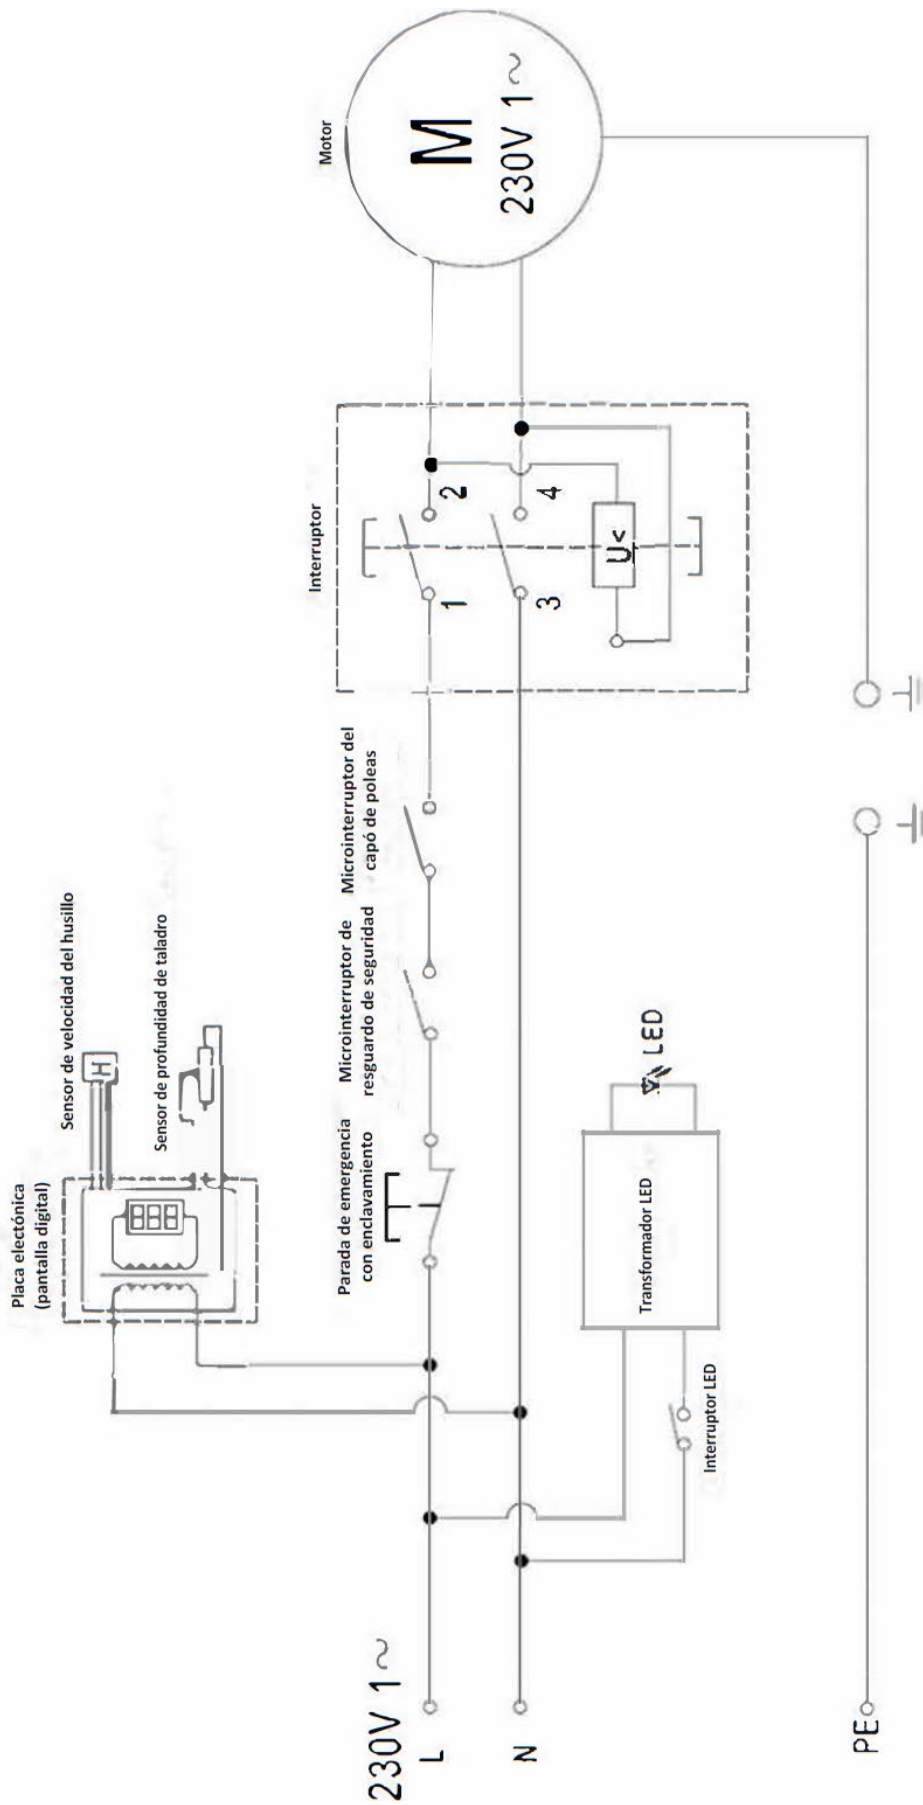 Placa electónica
(pantalla digital)
Sensor de velocidad del husillo
H
Sensor de profundidad de taladro
230V 1~
L
N
PE
Parada de emergencia
con enclavamiento
Microinterruptor de
resguardo de seguridad
Microinterruptor del
capó de poleas
Interruptor
1
2
3
4
U<
Motor
M
230V 1~
Interruptor LED
Transformador LED
LED